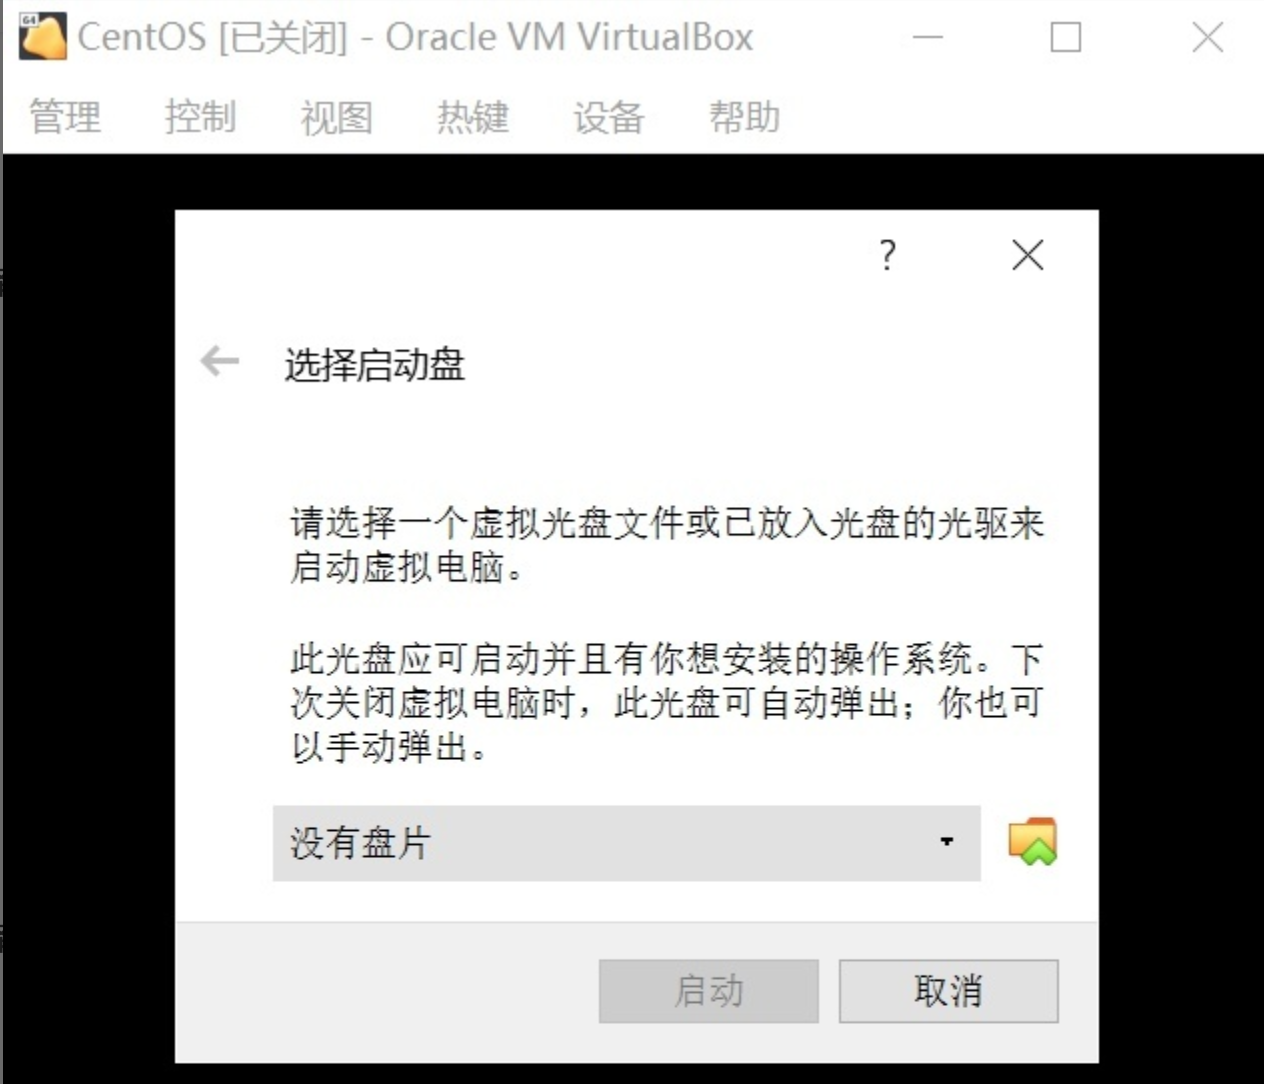 CentOS [已关闭] - Oracle VM VirtualBox
管理 控制 视图 热键 设备 帮助
?
选择启动盘
请选择一个虚拟光盘文件或已放入光盘的光驱来
启动虚拟电脑。
此光盘应可启动并且有你想安装的操作系统。下
次关闭虚拟电脑时，此光盘可自动弹出；你也可
以手动弹出。
没有盘片
启动 取消